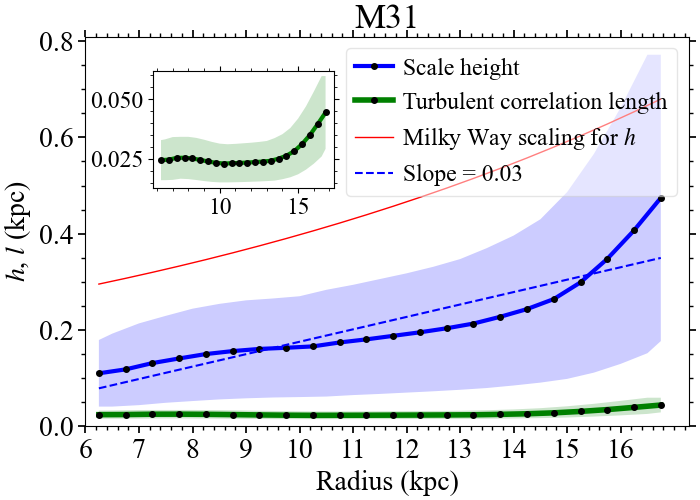 M31
0.8
0.6
0.4
0.2
0.0
h, l (kpc)
0.050
0.025
10 15
Scale height
Turbulent correlation length
Milky Way scaling for h
Slope = 0.03
6 7 8 9 10 11 12 13 14 15 16
Radius (kpc)